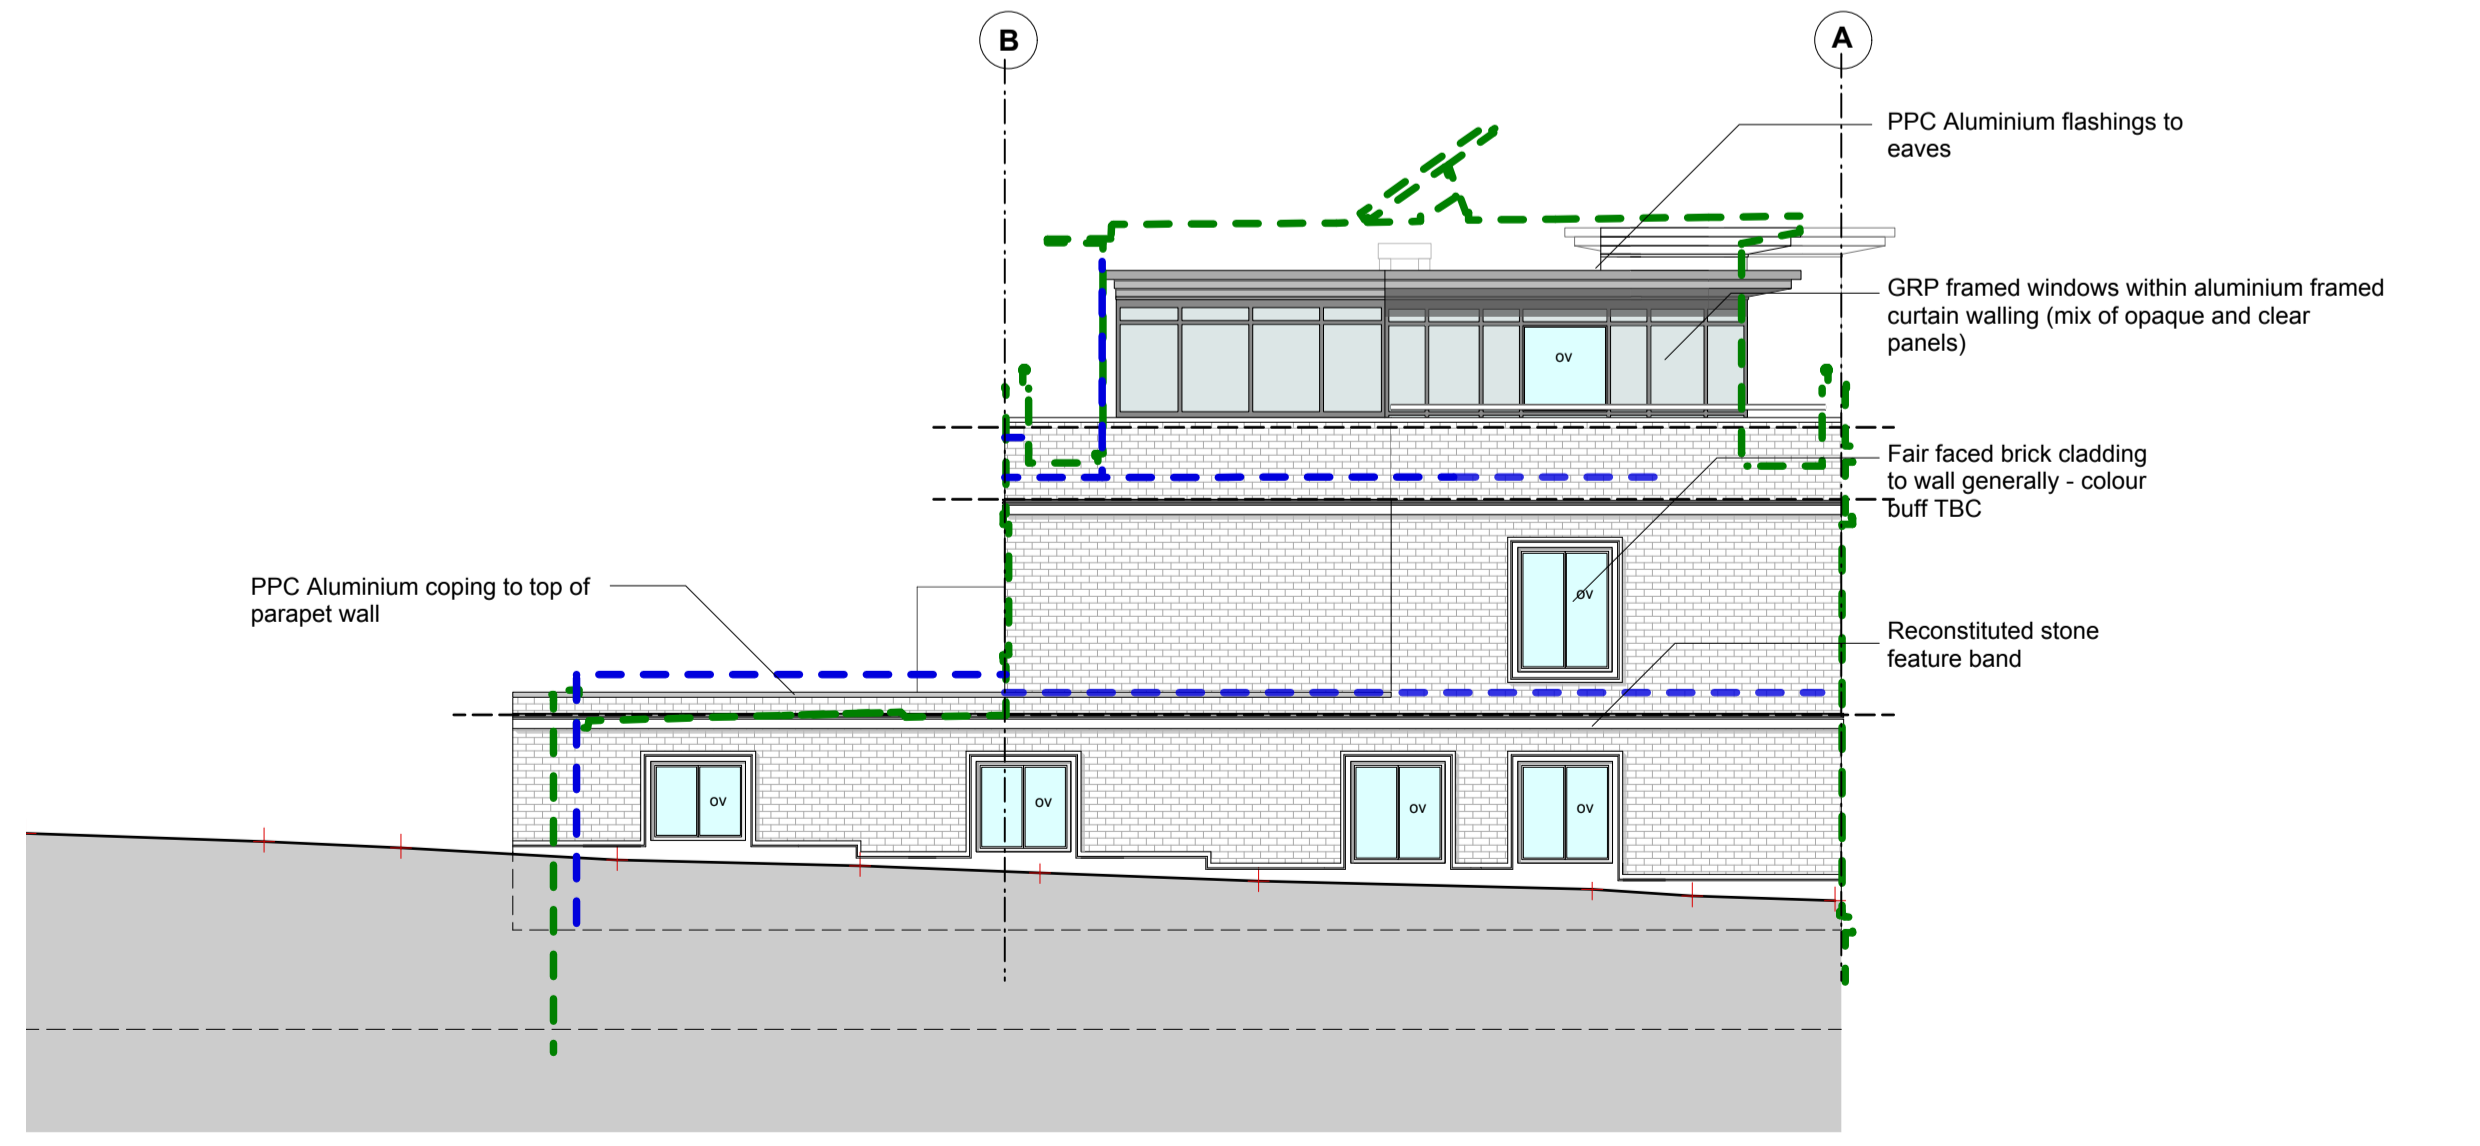 B
A
PPC Aluminium flashings to
eaves
GRP framed windows within aluminium framed
curtain walling (mix of opaque and clear
panels)
ov
Fair faced brick cladding
to wall generally - colour
buff TBC
PPC Aluminium coping to top of
parapet wall
ov
Reconstituted stone
feature band
ov
ov
ov
ov